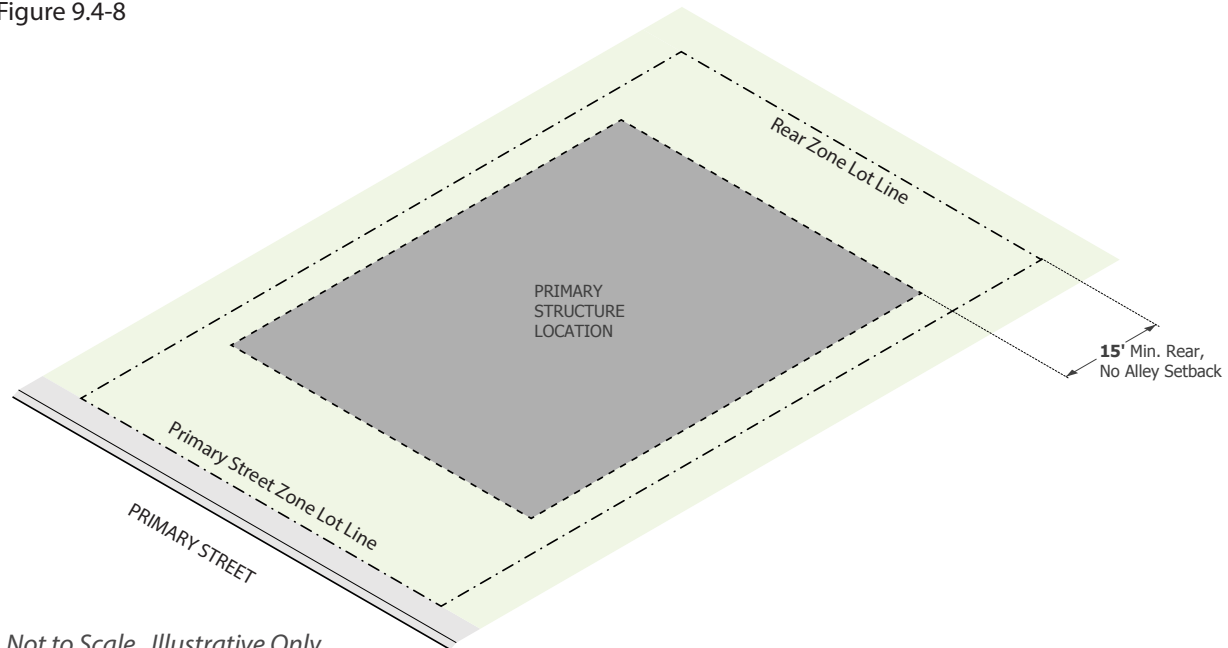 Figure 9.4-8
Rear Zone Lot Line
PRIMARY
STRUCTURE
LOCATION
15' Min. Rear,
No Alley Setback
Primary Street Zone Lot Line
PRIMARY STREET
Not to Scale. Illustrative Only.